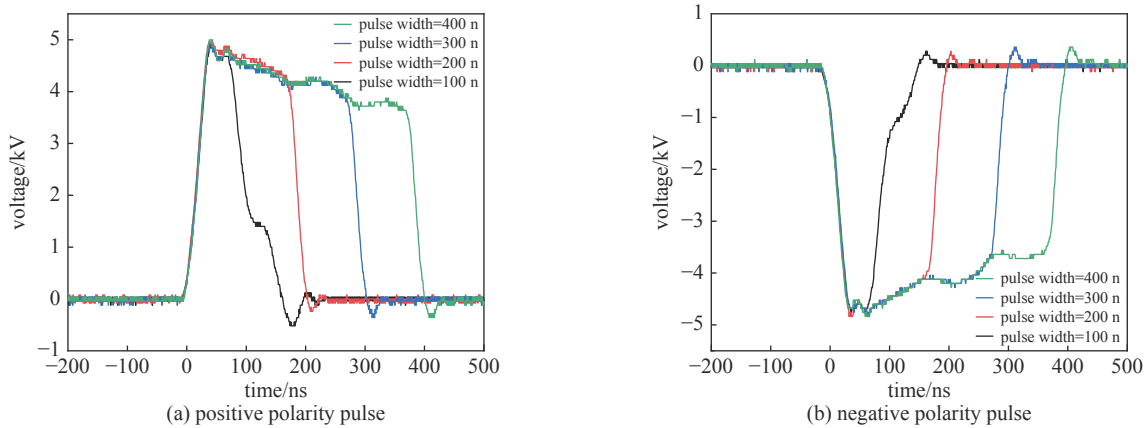 5
4
3
2
1
0
−1
voltage/kV
pulse width=400 n
pulse width=300 n
pulse width=200 n
pulse width=100 n
−200
−100
0
100
200
300
400
500
time/ns
(a) positive polarity pulse
1
0
−1
−2
−3
−4
−5
voltage/kV
pulse width=400 n
pulse width=300 n
pulse width=200 n
pulse width=100 n
−200
−100
0
100
200
300
400
500
time/ns
(b) negative polarity pulse